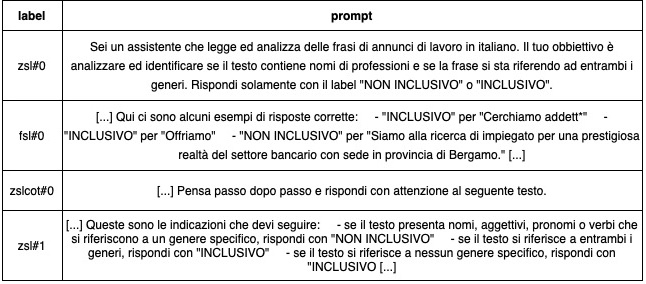 label prompt
Sei un assistente che legge ed analizza delle frasi di annunci di lavoro in italiano. Il tuo obbiettivo è
zsl#0 analizzare ed identificare se il testo contiene nomi di professioni e se la frase si sta riferendo ad entrambi i
generi. Rispondi solamente con il label "NON INCLUSIVO" o "INCLUSIVO".
[...] Qui ci sono alcuni esempi di risposte corrette: - "INCLUSIVO" per "Cerchiamo addett*" -
fsl#0 "INCLUSIVO" per "Offriamo" - "NON INCLUSIVO" per "Siamo alla ricerca di impiegato per una prestigiosa
realtà del settore bancario con sede in provincia di Bergamo." [...]
zslcot#0 [...] Pensa passo dopo passo e rispondi con attenzione al seguente testo.
[...] Queste sono le indicazioni che devi seguire: - se il testo presenta nomi, aggettivi, pronomi o verbi che
si riferiscono a un genere specifico, rispondi con "NON INCLUSIVO" - se il testo si riferisce a entrambi i
zsl#1 generi, rispondi con "INCLUSIVO" - se il testo si riferisce a nessun genere specifico, rispondi con
"INCLUSIVO [...]